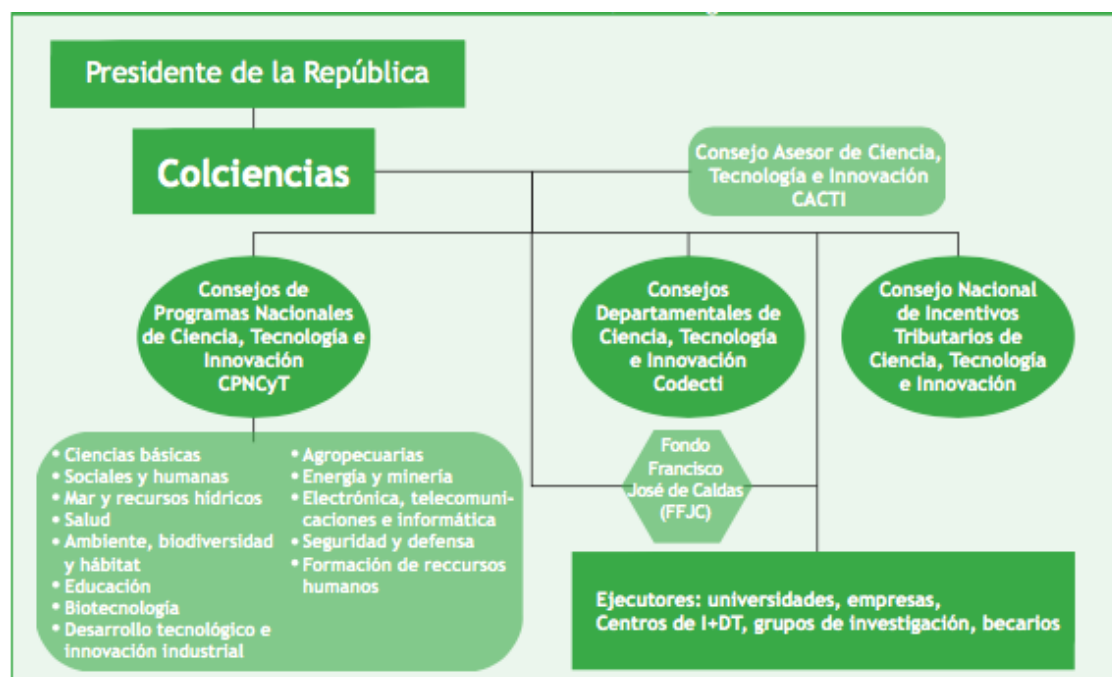 Presidente de la República
Colciencias
Consejo Asesor de Ciencia,
Tecnología e Innovación
CACTI
Consejos de
Programas Nacionales
de Ciencia, Tecnología e
Innovación
CPNCyT
Consejos
Departamentales de
Ciencia, Tecnología
e Innovación
Codecti
Consejo Nacional
de Incentivos
Tributarios de
Ciencia, Tecnología
e Innovación
• Ciencias básicas
• Sociales y humanas
• Mar y recursos hídricos
• Salud
• Ambiente, biodiversidad
y hábitat
• Educación
• Biotecnología
• Desarrollo tecnológico e
innovación industrial
• Agropecuarias
• Energía y minería
• Electrónica, telecomuni-
caciones e informática
• Seguridad y defensa
• Formación de reccursos
humanos
Fondo
Francisco
José de Caldas
(FFJC)
Ejecutores: universidades, empresas,
Centros de I+DT, grupos de investigación, becarios